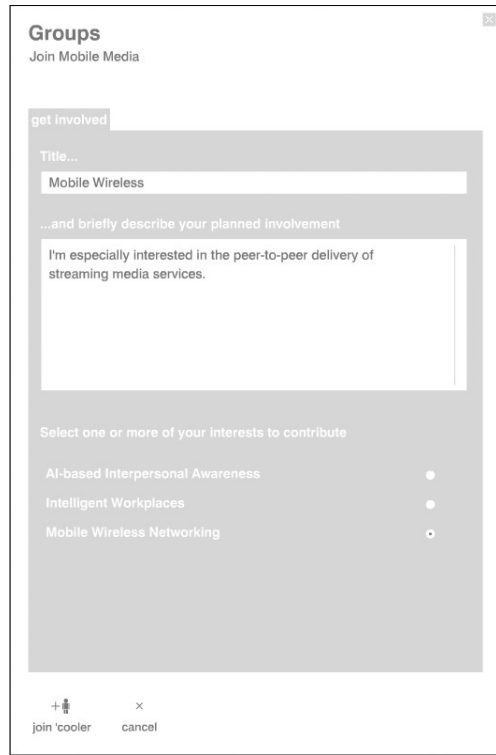 Groups
Join Mobile Media
get involved
Title...
Mobile Wireless
...and briefly describe your planned involvement
I'm especially interested in the peer-to-peer delivery of
streaming media services.
Select one or more of your interests to contribute
AI-based Interpersonal Awareness
Intelligent Workplaces
Mobile Wireless Networking
join 'cooler
cancel